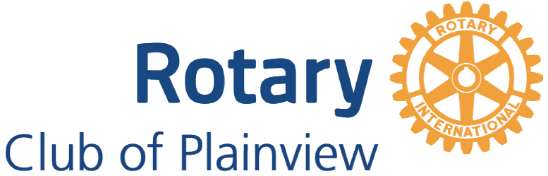 Rotary
Club of Plainview
ROTARY
INTERNATIONAL